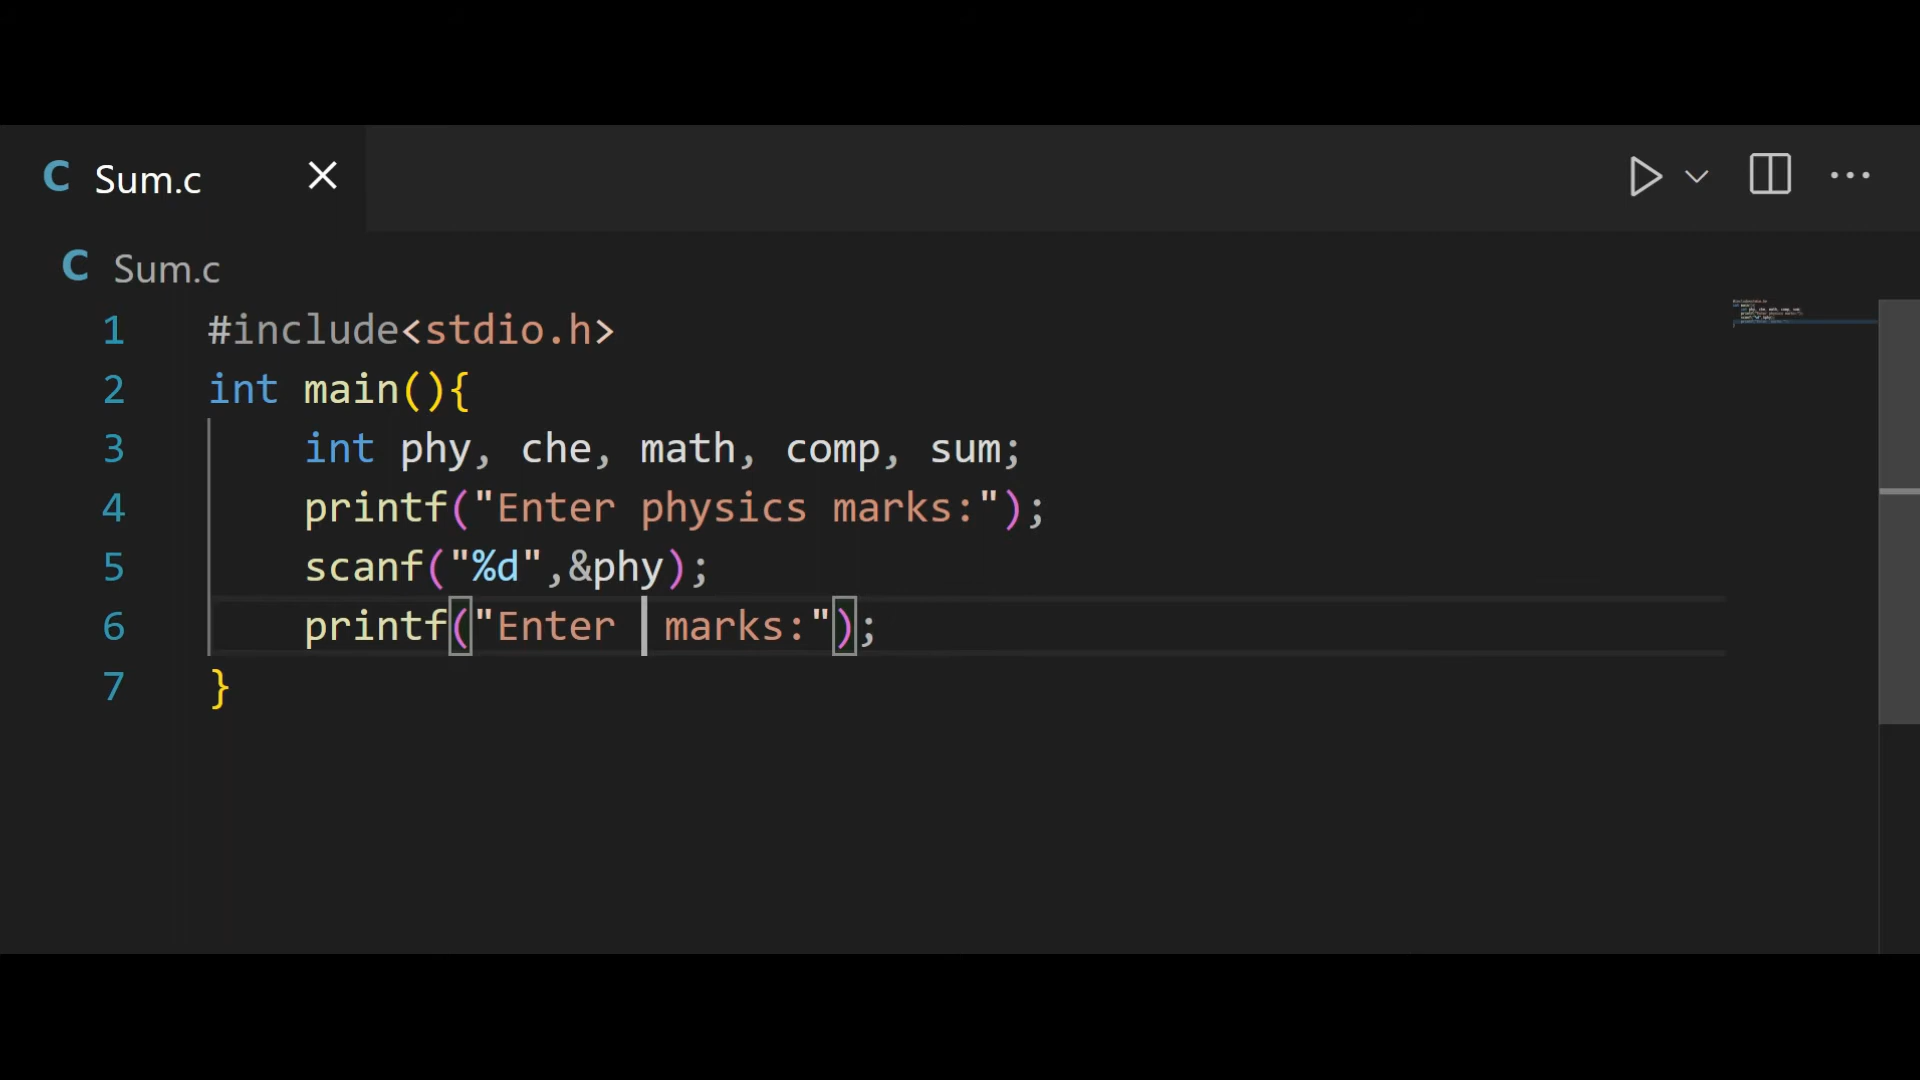 C Sum.c
C Sum.c
1 #include<stdio.h>
2 int main(){
3 int phy, che, math, comp, sum;
4 printf("Enter physics marks:");
5 scanf("%d",&phy);
6 printf("Enter  marks:");
7 }